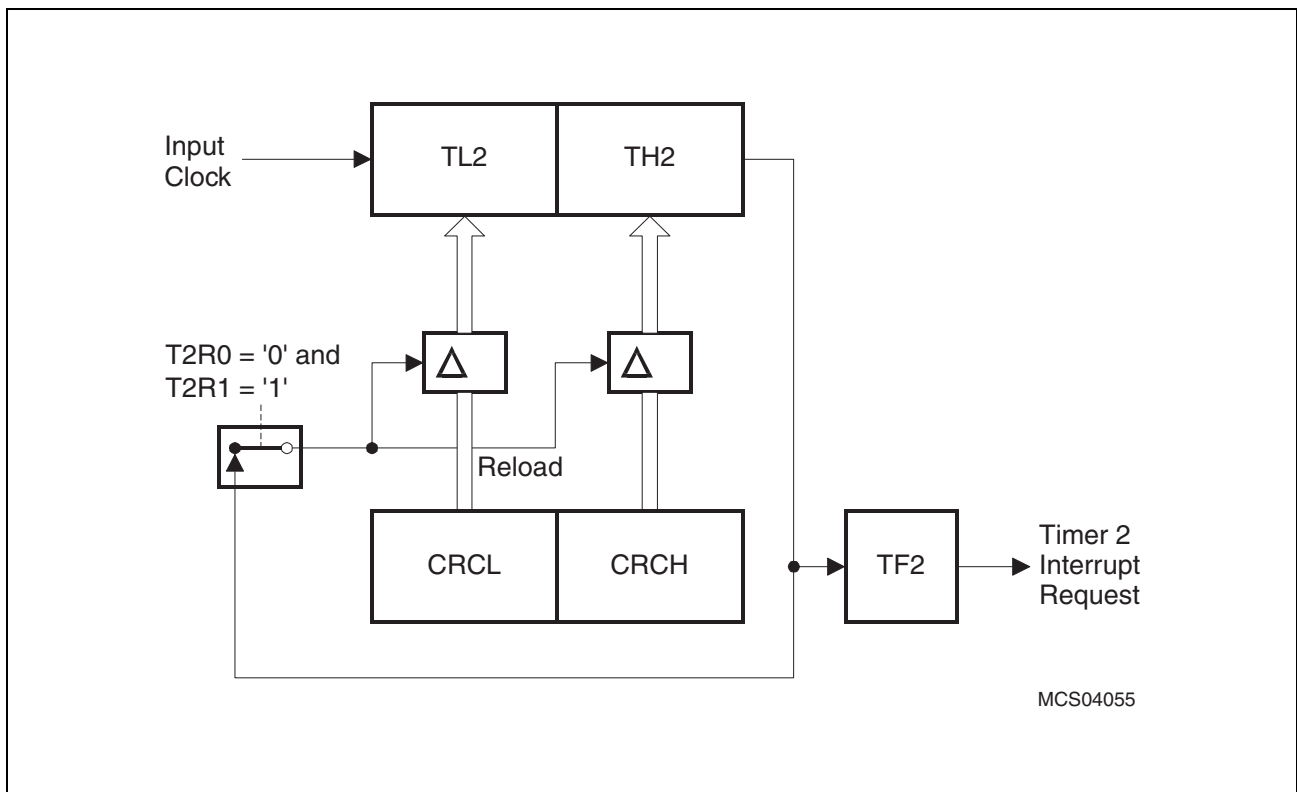 Input
Clock
TL2
TH2
T2R0 = '0' and
T2R1 = '1'
Reload
CRCL
CRCH
TF2
Timer 2
Interrupt
Request
MCS04055